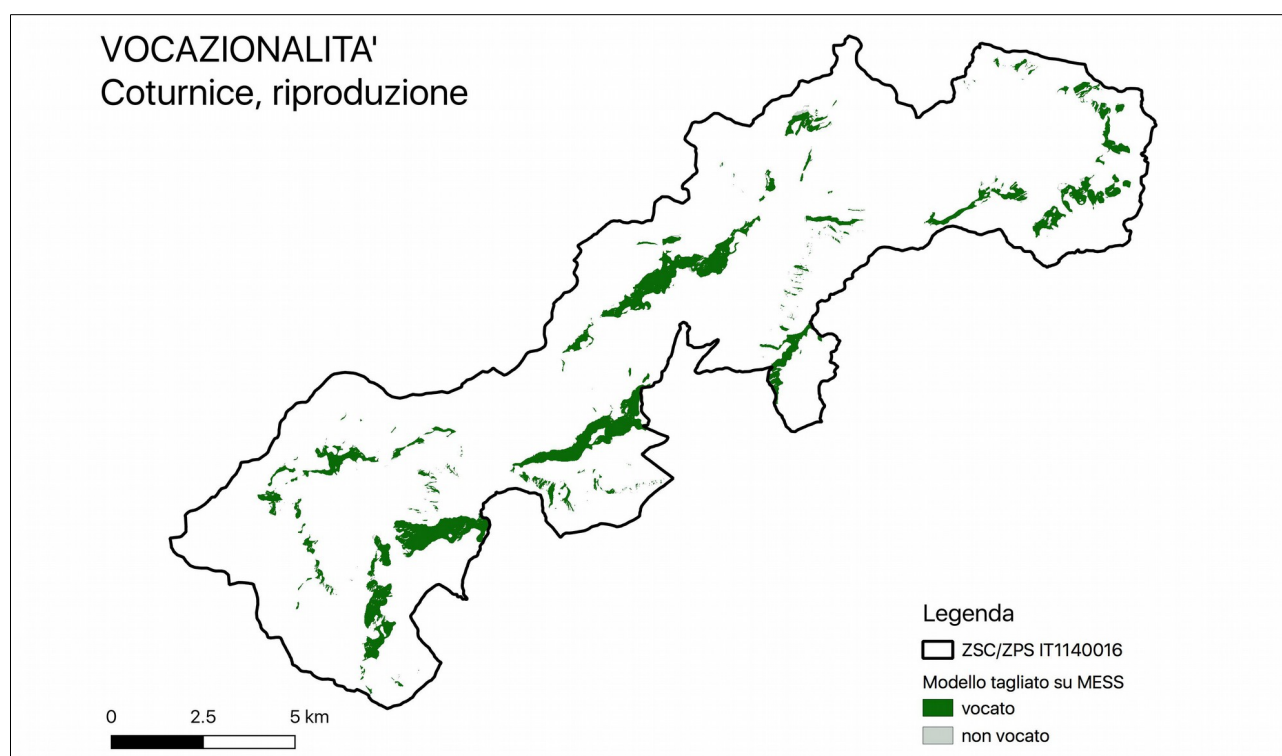 VOCAZIONALITA'
Coturnice, riproduzione
Legenda
ZSC/ZPS IT1140016
Modello tagliato su MESS
vocato
non vocato
0 2.5 5 km